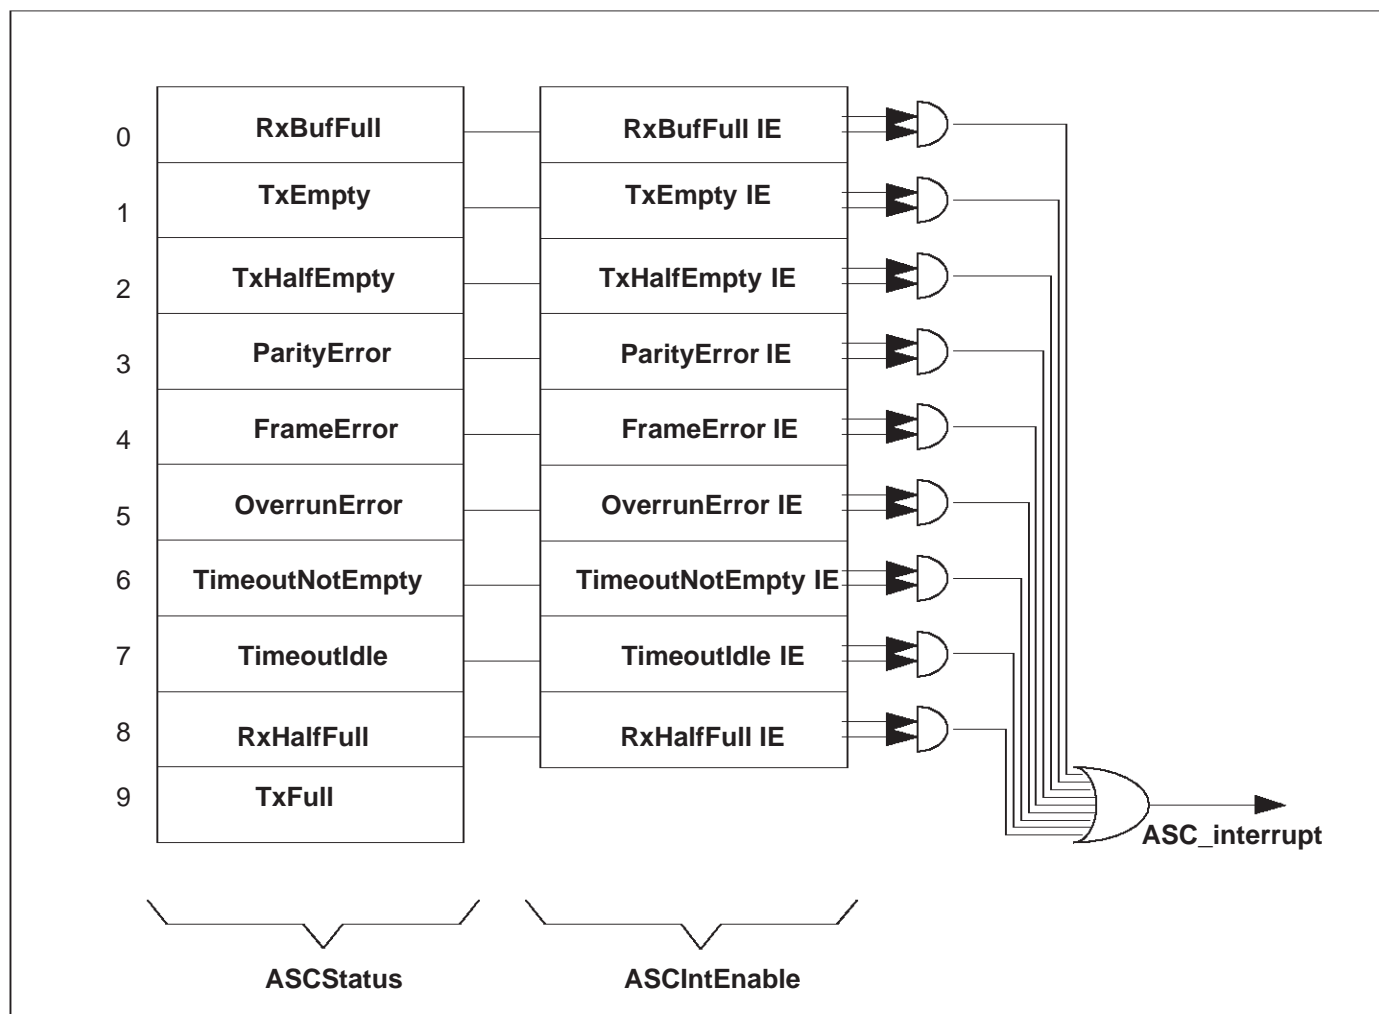 0 RxBufFull RxBufFull IE
1 TxEmpty TxEmpty IE
2 TxHalfEmpty TxHalfEmpty IE
3 ParityError ParityError IE
4 FrameError FrameError IE
5 OverrunError OverrunError IE
6 TimeoutNotEmpty TimeoutNotEmpty IE
7 TimeoutIdle TimeoutIdle IE
8 RxHalfFull RxHalfFull IE
9 TxFull
ASC_interrupt
ASCStatus ASCIntEnable